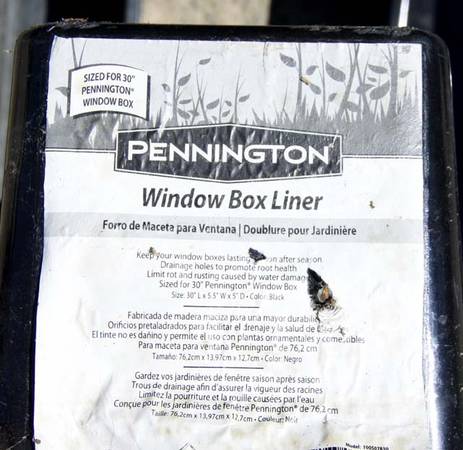 SIZED FOR 30"
PENNINGTON®
WINDOW BOX
PENNINGTON®
Window Box Liner
Forro de Maceta para Ventana | Doublure pour Jardinière
Keep your window boxes lasting after season
Drainage holes to promote root health
Limit rot and rusting caused by water damage
Sized for 30" Pennington® Window Box
Size: 30" L x 5.5" W x 5" D • Color: Black
Fabricada de madera maciza para una mayor
Orificios pretaladrados para facilitar el drenaje y la salud de
El tinte no es dañino y permite el uso con plantas ornamentales y comestibles
Para maceta para ventana Pennington® de 76,2 cm
Tamaño: 76,2cm x 13,97cm x 12,7cm • Color: Negro
Gardez vos jardinières de fenêtre saison après saison
Trous de drainage afin d'assurer la vigueur des racines
Limitez la pourriture et la rouille causées par l'eau
Conçue pour les jardinières de fenêtre Pennington® de 76,2 cm
Taille: 76,2cm x 13,97cm x 12,7cm • Couleur: Noir
Model: 100507830